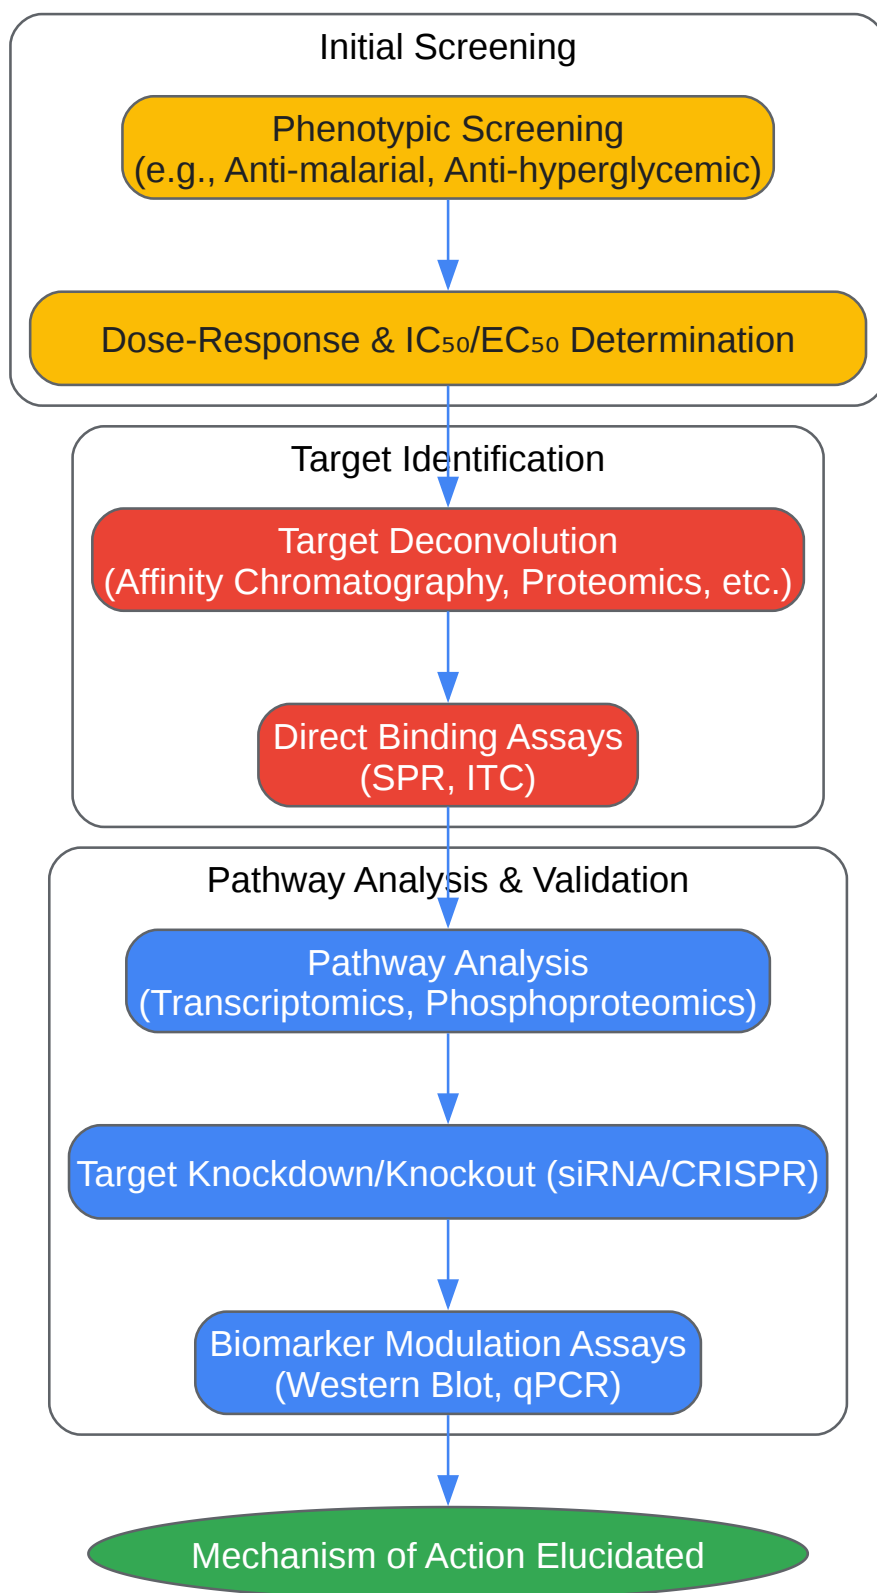 Initial Screening
Phenotypic Screening
(e.g., Anti-malarial, Anti-hyperglycemic)
Dose-Response & IC₅₀/EC₅₀ Determination
Target Identification
Target Deconvolution
(Affinity Chromatography, Proteomics, etc.)
Direct Binding Assays
(SPR, ITC)
Pathway Analysis & Validation
Pathway Analysis
(Transcriptomics, Phosphoproteomics)
Target Knockdown/Knockout (siRNA/CRISPR)
Biomarker Modulation Assays
(Western Blot, qPCR)
Mechanism of Action Elucidated